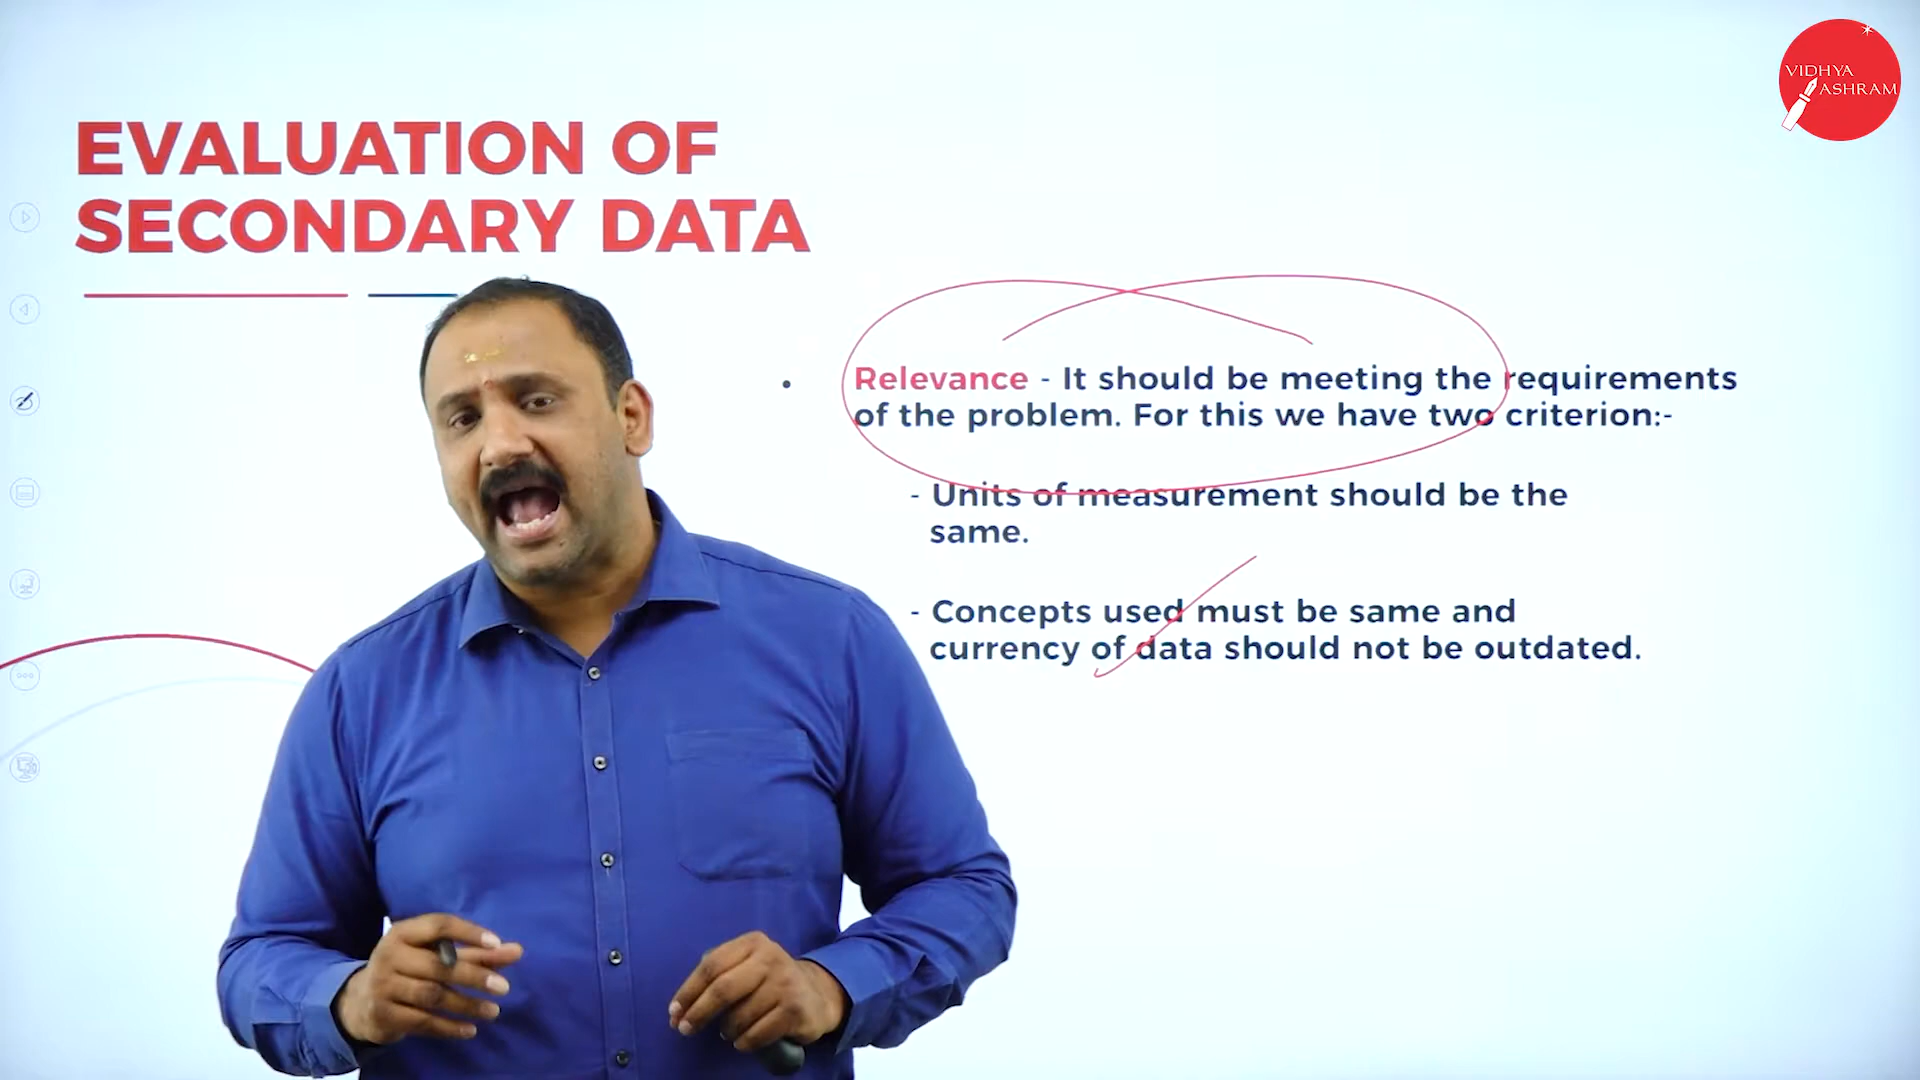 VIDHYA
ASHRAM
EVALUATION OF
SECONDARY DATA
• Relevance - It should be meeting the requirements
of the problem. For this we have two criterion:-
- Units of measurement should be the
same.
- Concepts used must be same and
currency of data should not be outdated.